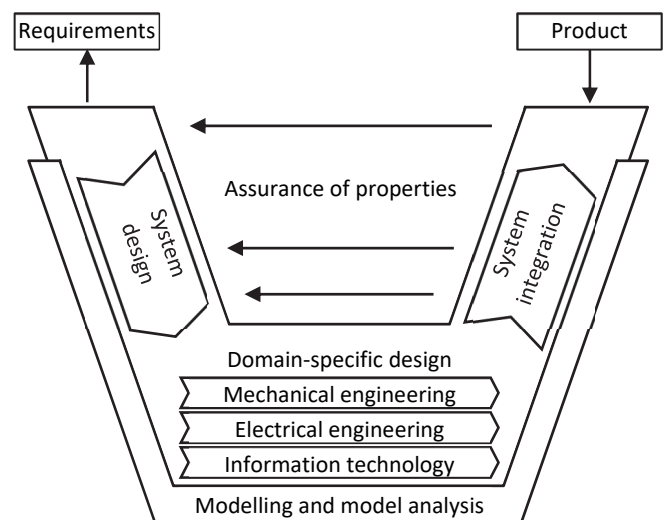 Requirements
Product
Assurance of properties
System
design
System
integration
Domain-specific design
Mechanical engineering
Electrical engineering
Information technology
Modelling and model analysis